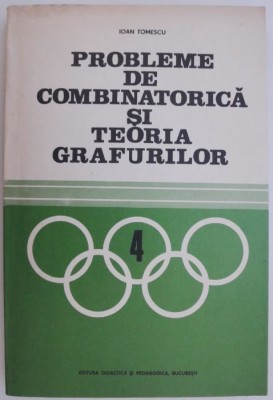 IOAN TOMESCU
PROBLEME
DE
COMBINATORICĂ
ȘI
TEORIA
GRAFURILOR
4
EDITURA DIDACTICĂ ȘI PEDAGOGICĂ, BUCUREȘTI